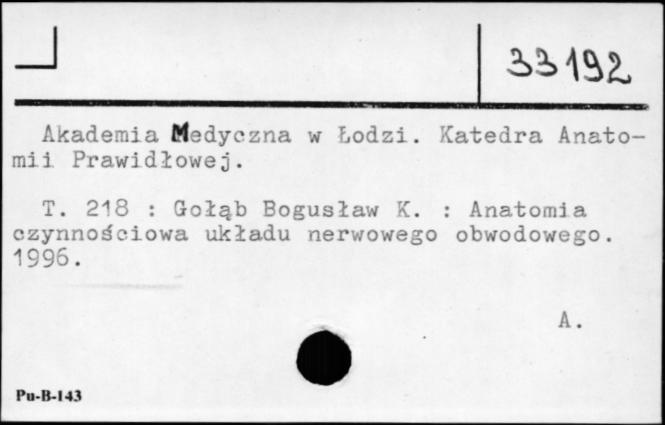 33192
Akademia Medyczna w Łodzi. Katedra Anato-
mii Prawidłowej.
T. 218 : Gołąb Bogusław K. : Anatomia
czynnościowa układu nerwowego obwodowego.
1996.
A.
Pu-B-143